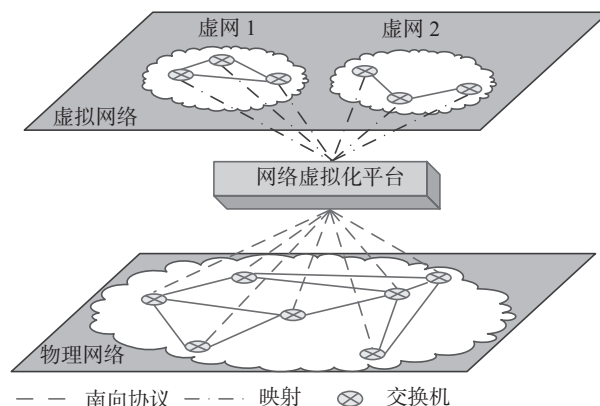 虚网 1
虚网 2
虚拟网络
网络虚拟化平台
物理网络
南向协议
映射
交换机